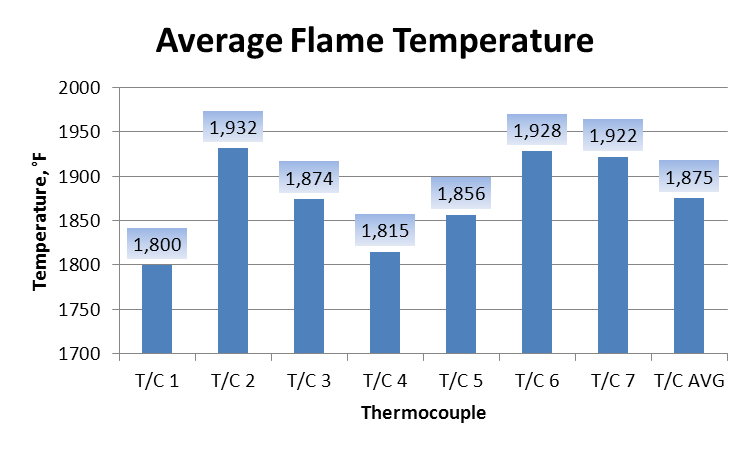 Average Flame Temperature
Temperature, °F
2000
1950
1900
1850
1800
1750
1700
1,800
1,932
1,874
1,815
1,856
1,928
1,922
1,875
T/C 1
T/C 2
T/C 3
T/C 4
T/C 5
T/C 6
T/C 7
T/C AVG
Thermocouple